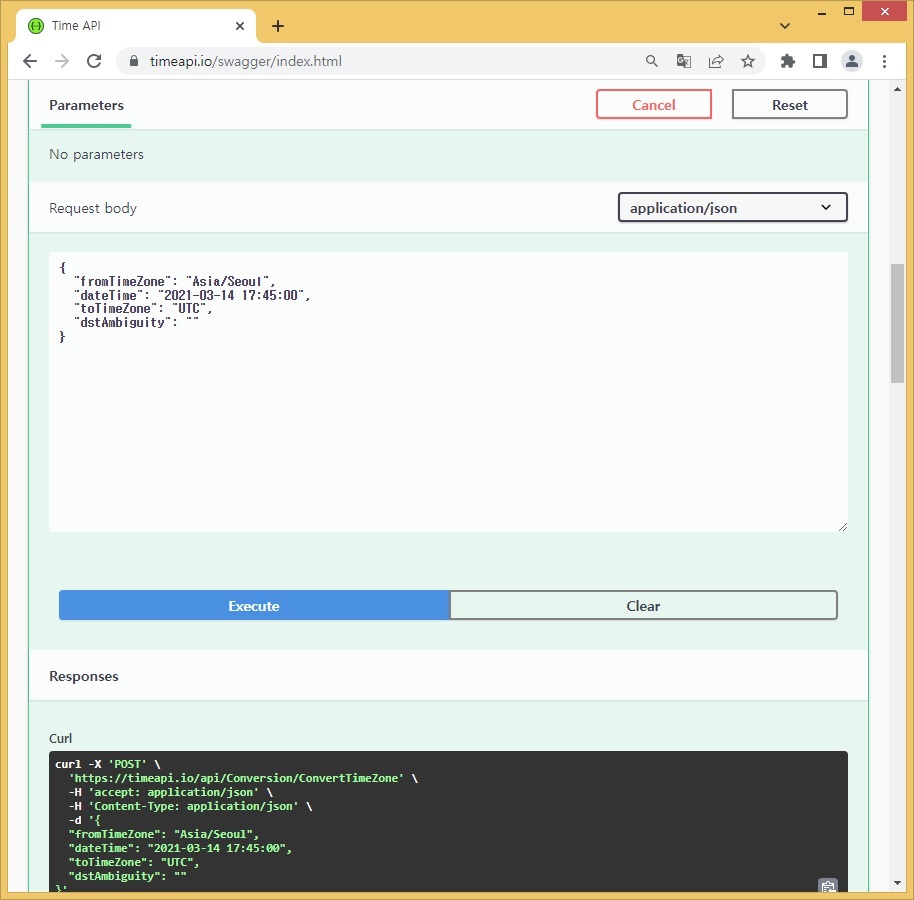 Time API
timeapi.io/swagger/index.html
Parameters
Cancel
Reset
No parameters
Request body
application/json
{
"fromTimeZone": "Asia/Seoul",
"dateTime": "2021-03-14 17:45:00",
"toTimeZone": "UTC",
"dstAmbiguity": ""
}
Execute
Clear
Responses
Curl
curl -X 'POST' \
'https://timeapi.io/api/Conversion/ConvertTimeZone' \
-H 'accept: application/json' \
-H 'Content-Type: application/json' \
-d '{
"fromTimeZone": "Asia/Seoul",
"dateTime": "2021-03-14 17:45:00",
"toTimeZone": "UTC",
"dstAmbiguity": ""
}'